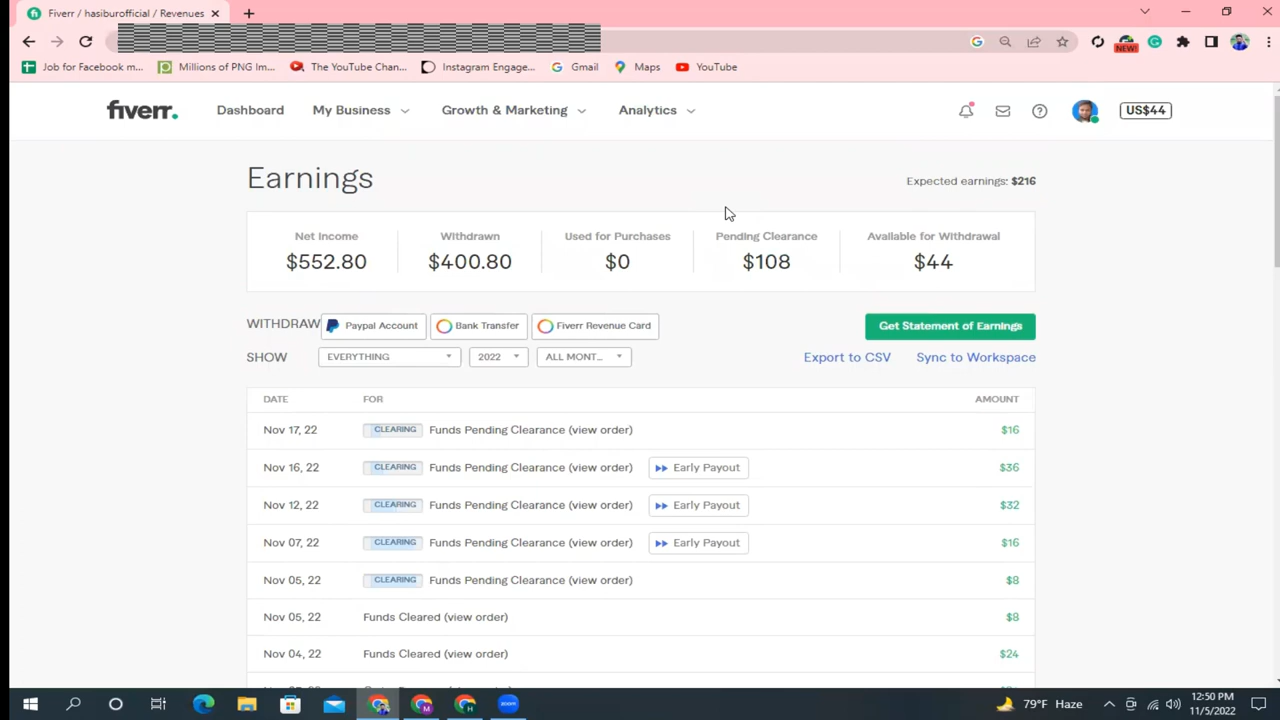 Fiverr / hasiburofficial / Revenues
Job for Facebook m... Millions of PNG Im... The YouTube Chan... Instagram Engage... Gmail Maps YouTube
NEW!
fiverr. Dashboard My Business Growth & Marketing Analytics US$44
Earnings
Expected earnings: $216
Net Income Withdrawn Used for Purchases Pending Clearance Available for Withdrawal
$552.80 $400.80 $0 $108 $44
WITHDRAW Paypal Account Bank Transfer Fiverr Revenue Card Get Statement of Earnings
SHOW EVERYTHING 2022 ALL MONT... Export to CSV Sync to Workspace
DATE FOR AMOUNT
Nov 17, 22 CLEARING Funds Pending Clearance (view order) $16
Nov 16, 22 CLEARING Funds Pending Clearance (view order) Early Payout $36
Nov 12, 22 CLEARING Funds Pending Clearance (view order) Early Payout $32
Nov 07, 22 CLEARING Funds Pending Clearance (view order) Early Payout $16
Nov 05, 22 CLEARING Funds Pending Clearance (view order) $8
Nov 05, 22 Funds Cleared (view order) $8
Nov 04, 22 Funds Cleared (view order) $24
79°F Haze
12:50 PM
11/5/2022